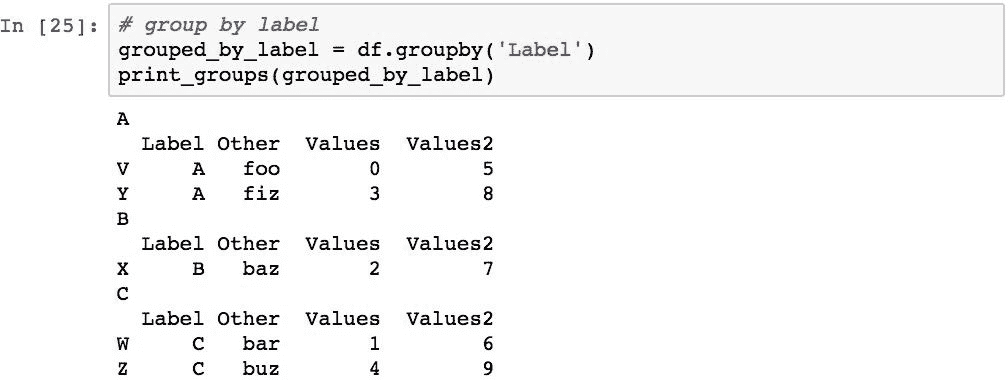 In [25]: # group by label
grouped_by_label = df.groupby('Label')
print_groups(grouped_by_label)
A
Label Other Values Values2
V A foo 0 5
Y A fiz 3 8
B
Label Other Values Values2
X B baz 2 7
C
Label Other Values Values2
W C bar 1 6
Z C buz 4 9